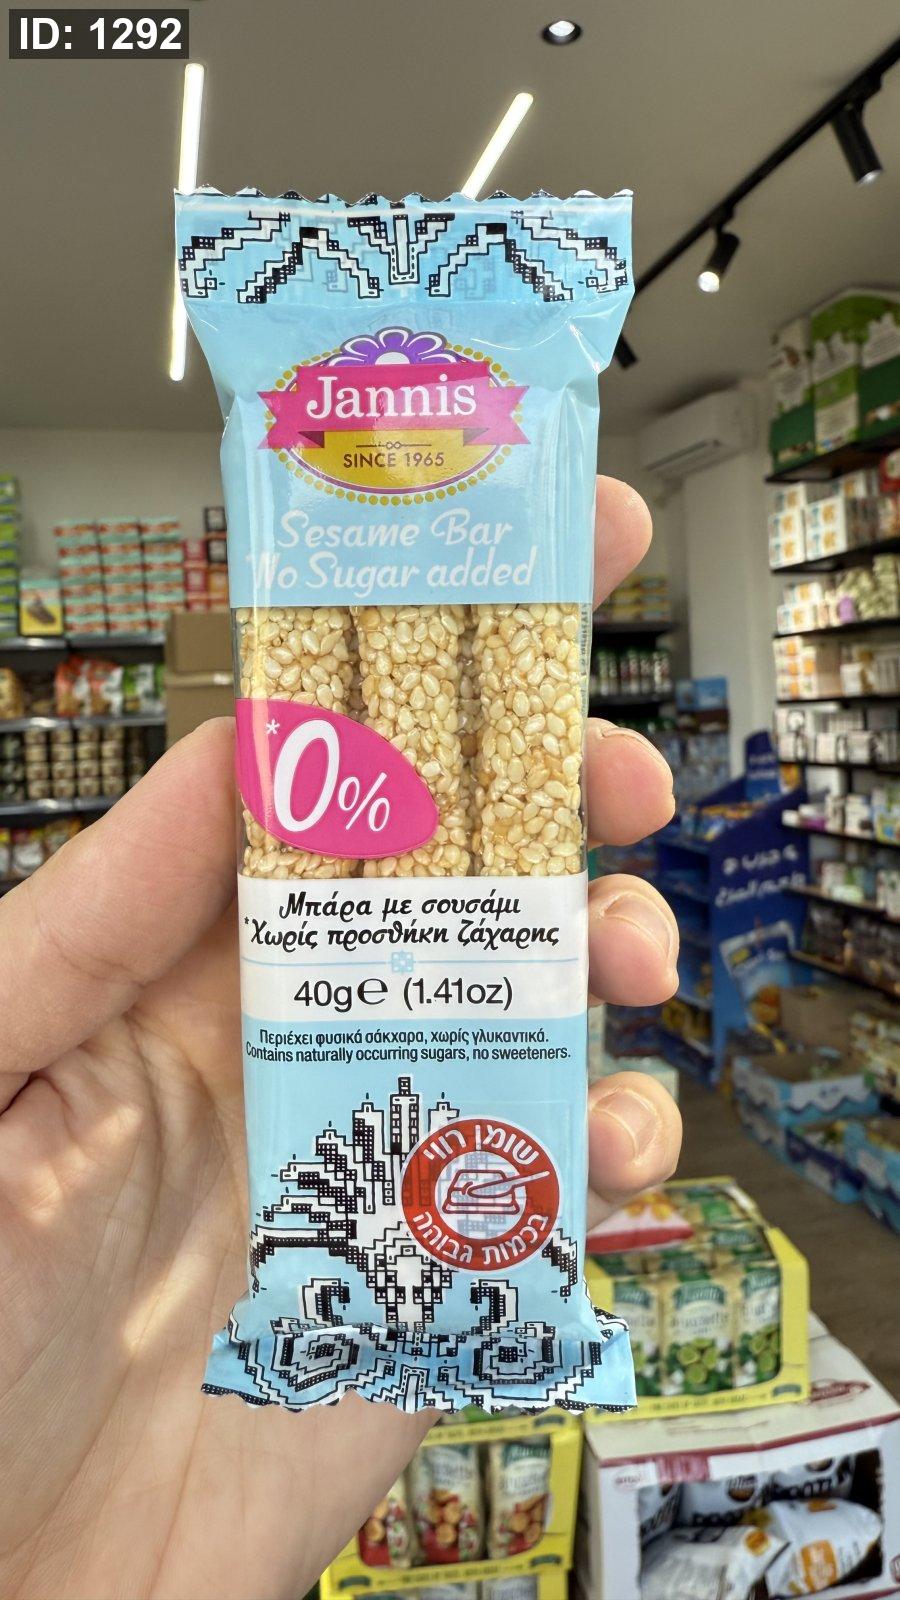 ID: 1292
Jannis
SINCE 1965
Sesame Bar
No Sugar added
*0%
Μπάρα με σουσάμι
*Χωρίς προσθήκη ζάχαρης
40g℮ (1.41oz)
Περιέχει φυσικά σάκχαρα, χωρίς γλυκαντικά.
Contains naturally occurring sugars, no sweeteners.
שומן רווי
בכמות גבוהה